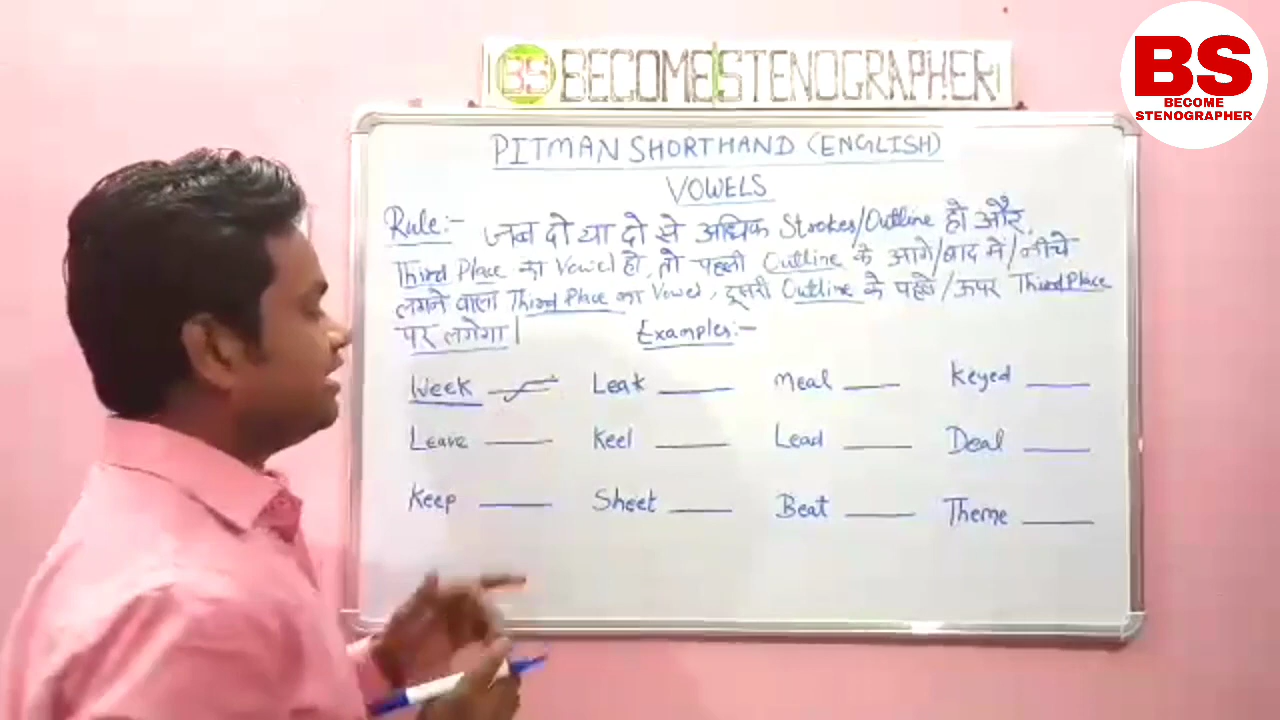 BS BECOME STENOGRAPHER
BS
BECOME
STENOGRAPHER
PITMAN SHORTHAND (ENGLISH)
VOWELS
Rule:- जब दो या दो से अधिक Strokes/Outline हो और,
Third Place का Vowel हो, तो पहली Outline के आगे/बाद में/नीचे
लगने वाला Third Place का Vowel, दूसरी Outline के पहले/ऊपर Third Place
पर लगेगा।
Examples:-
Week Leak Meal Keyed
Leave Keel Lead Deal
Keep Sheet Beat Theme